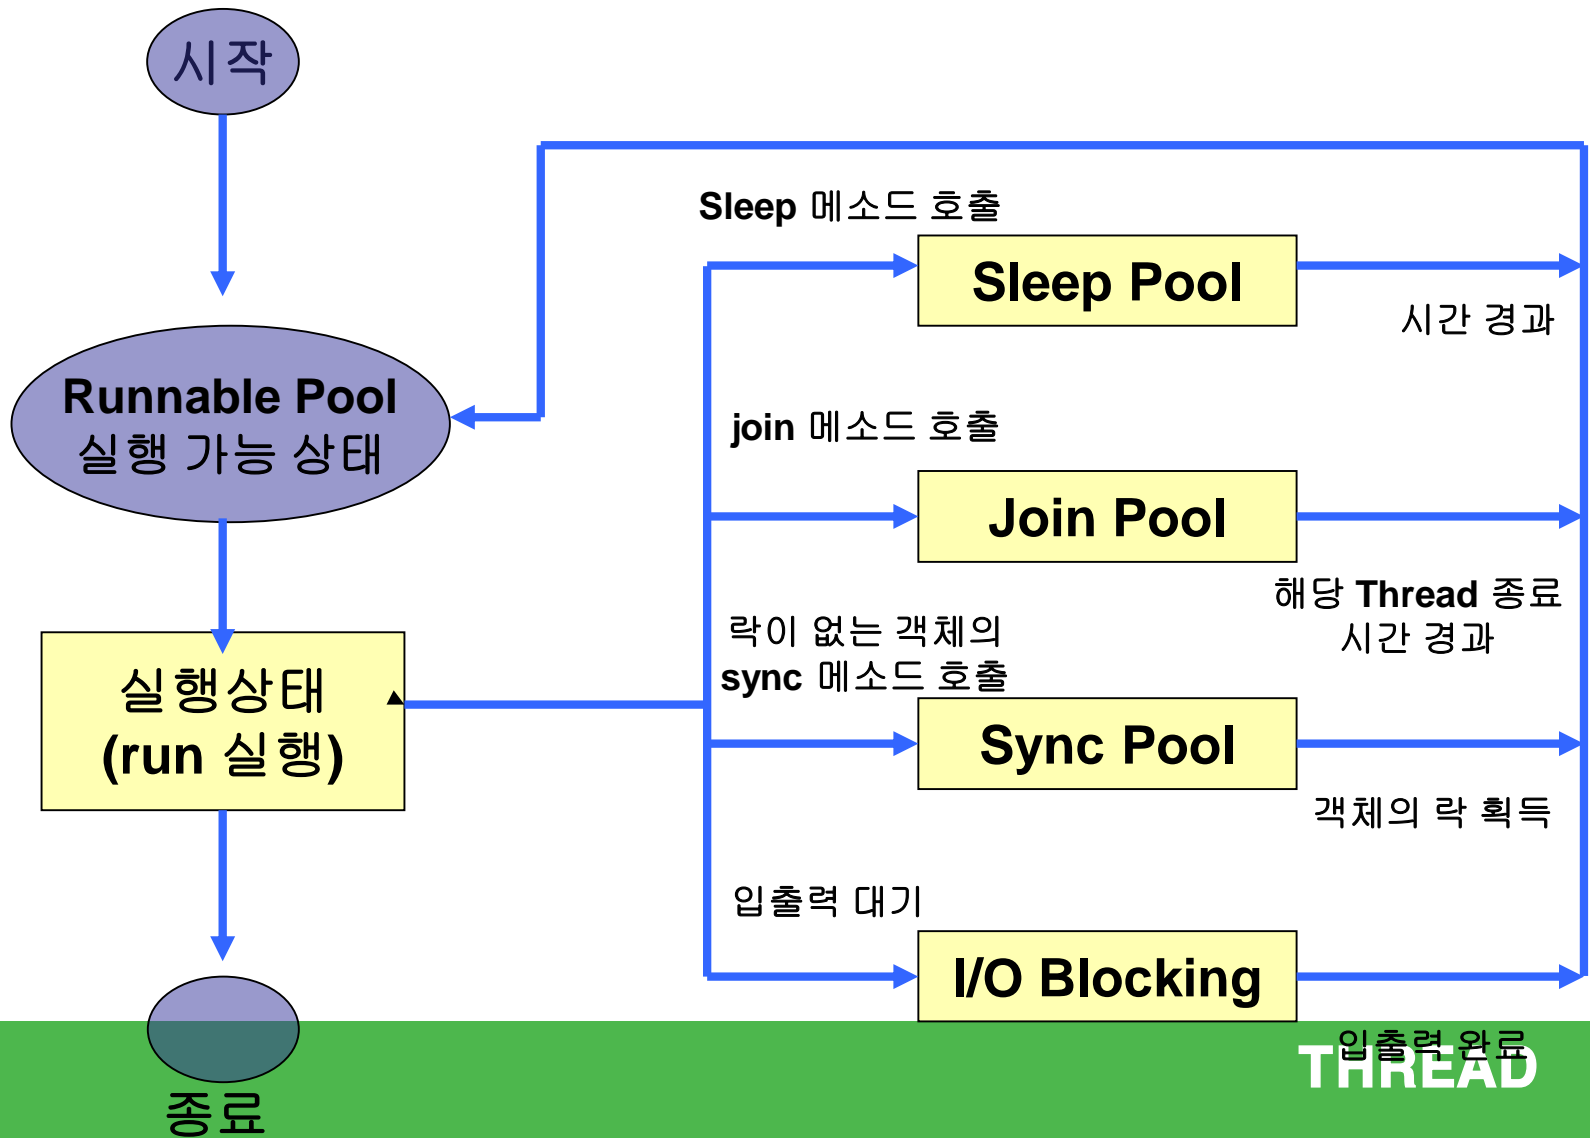 시작
Sleep 메소드 호출
Sleep Pool
시간 경과
Runnable Pool
실행 가능 상태
join 메소드 호출
Join Pool
해당 Thread 종료
시간 경과
락이 없는 객체의
sync 메소드 호출
실행상태
(run 실행)
Sync Pool
객체의 락 획득
입출력 대기
I/O Blocking
입출력 완료
THREAD
종료